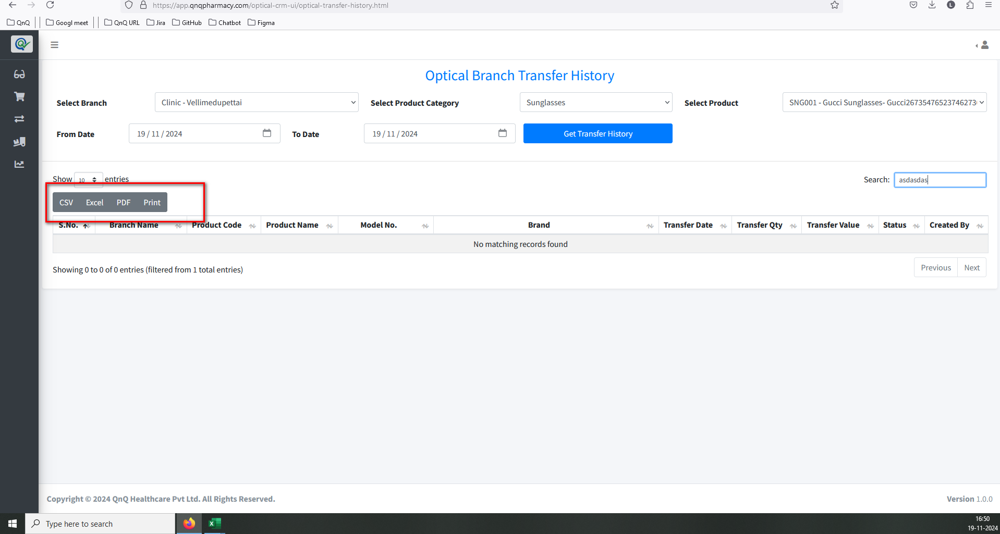 https://app.qnqpharmacy.com/optical-crm-ui/optical-transfer-history.html
L
QnQ Googl meet QnQ URL Jira GitHub Chatbot Figma
Optical Branch Transfer History
Select Branch Clinic - Vellimedupettai Select Product Category Sunglasses Select Product SNG001 - Gucci Sunglasses- Gucci26735476523746273
From Date 19 / 11 / 2024 To Date 19 / 11 / 2024 Get Transfer History
Show 10 entries Search: asdasdas
CSV Excel PDF Print
S.No. Branch Name Product Code Product Name Model No. Brand Transfer Date Transfer Qty Transfer Value Status Created By
No matching records found
Showing 0 to 0 of 0 entries (filtered from 1 total entries) Previous Next
Copyright © 2024 QnQ Healthcare Pvt Ltd. All Rights Reserved. Version 1.0.0
Type here to search
16:50
19-11-2024